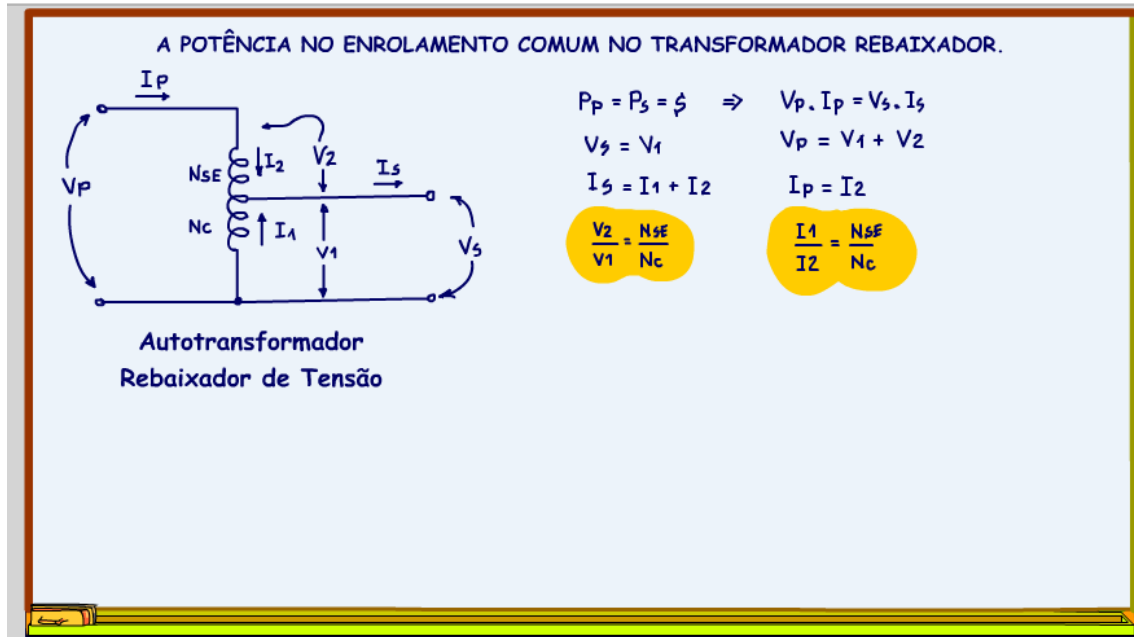 A POTÊNCIA NO ENROLAMENTO COMUM NO TRANSFORMADOR REBAIXADOR.
Ip
Pp = Ps = Ş ⇒ Vp. Ip = Vs. Is
Vs = V1
Vp = V1 + V2
NSE
I2
V2
Is
Vp
Is = I1 + I2
Ip = I2
Nc
I1
V1
Vs
V2/V1 = NSE/Nc
I1/I2 = NSE/Nc
Autotransformador
Rebaixador de Tensão